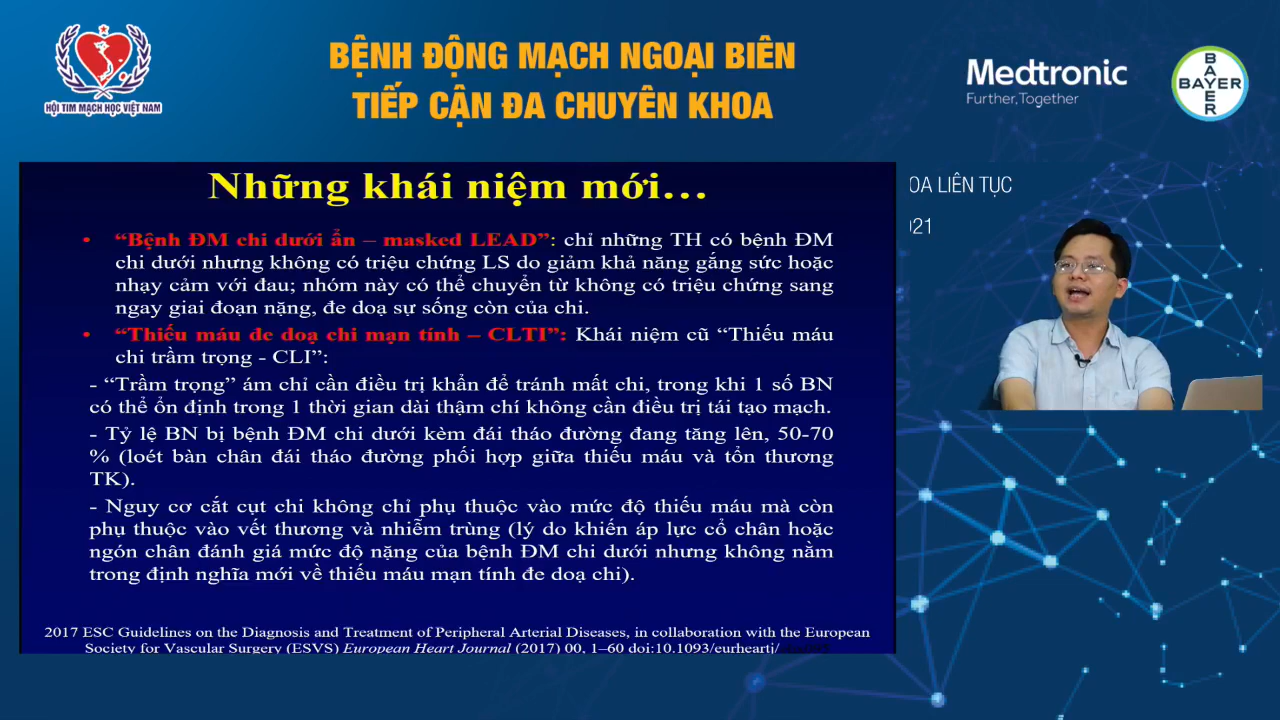 HỘI TIM MẠCH HỌC VIỆT NAM
BỆNH ĐỘNG MẠCH NGOẠI BIÊN
TIẾP CẬN ĐA CHUYÊN KHOA
Medtronic
Further, Together
BAYER
BAYER
OA LIÊN TỤC
021
Những khái niệm mới…
• “Bệnh ĐM chi dưới ẩn – masked LEAD”: chỉ những TH có bệnh ĐM
chi dưới nhưng không có triệu chứng LS do giảm khả năng gắng sức hoặc
nhạy cảm với đau; nhóm này có thể chuyển từ không có triệu chứng sang
ngay giai đoạn nặng, đe doạ sự sống còn của chi.
• “Thiếu máu đe doạ chi mạn tính – CLTI”: Khái niệm cũ “Thiếu máu
chi trầm trọng - CLI”:
- “Trầm trọng” ám chỉ cần điều trị khẩn để tránh mất chi, trong khi 1 số BN
có thể ổn định trong 1 thời gian dài thậm chí không cần điều trị tái tạo mạch.
- Tỷ lệ BN bị bệnh ĐM chi dưới kèm đái tháo đường đang tăng lên, 50-70
% (loét bàn chân đái tháo đường phối hợp giữa thiếu máu và tổn thương
TK).
- Nguy cơ cắt cụt chi không chỉ phụ thuộc vào mức độ thiếu máu mà còn
phụ thuộc vào vết thương và nhiễm trùng (lý do khiến áp lực cổ chân hoặc
ngón chân đánh giá mức độ nặng của bệnh ĐM chi dưới nhưng không nằm
trong định nghĩa mới về thiếu máu mạn tính đe doạ chi).
2017 ESC Guidelines on the Diagnosis and Treatment of Peripheral Arterial Diseases, in collaboration with the European
Society for Vascular Surgery (ESVS) European Heart Journal (2017) 00, 1–60 doi:10.1093/eurheartj/